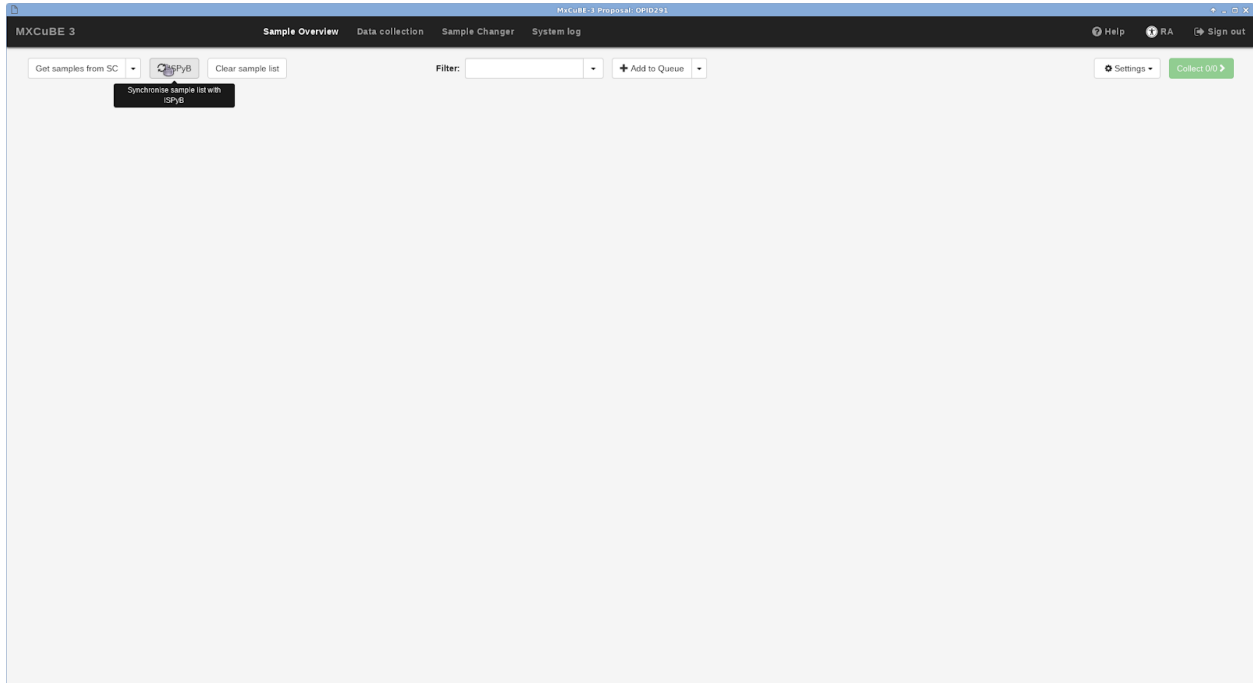 MxCuBE-3 Proposal: OPID291
MXCuBE 3 Sample Overview Data collection Sample Changer System log Help RA Sign out
Get samples from SC ISPyB Clear sample list Filter: + Add to Queue Settings Collect 0/0
Synchronise sample list with
ISPyB